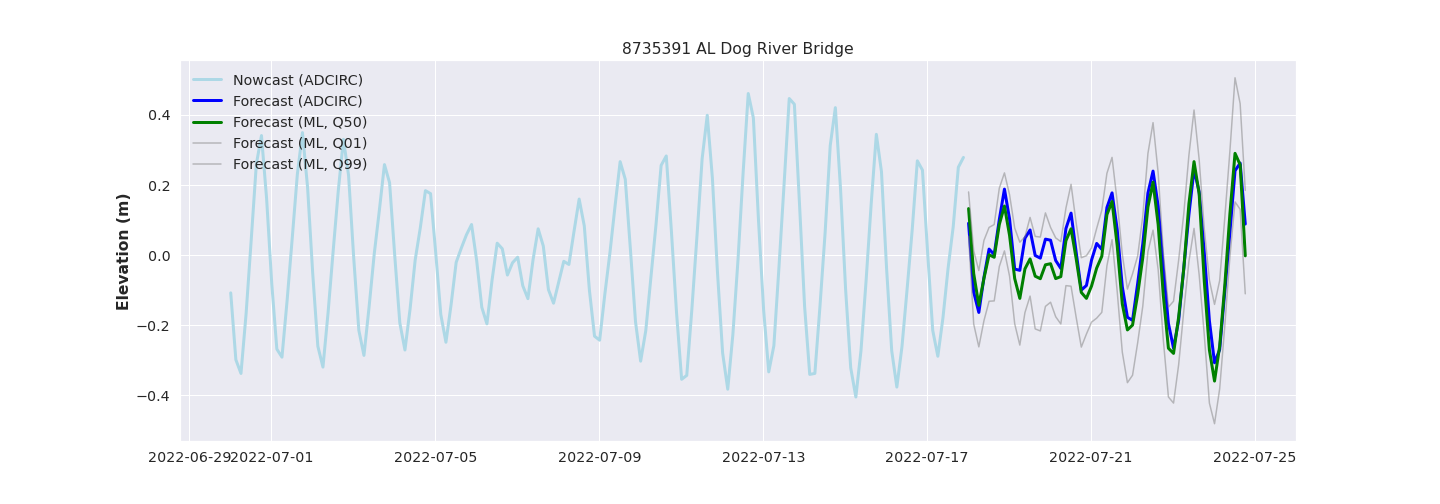 8735391 AL Dog River Bridge
Nowcast (ADCIRC)
Forecast (ADCIRC)
Forecast (ML, Q50)
Forecast (ML, Q01)
Forecast (ML, Q99)
Elevation (m)
0.4
0.2
0.0
−0.2
−0.4
2022-06-29 2022-07-01 2022-07-05 2022-07-09 2022-07-13 2022-07-17 2022-07-21 2022-07-25